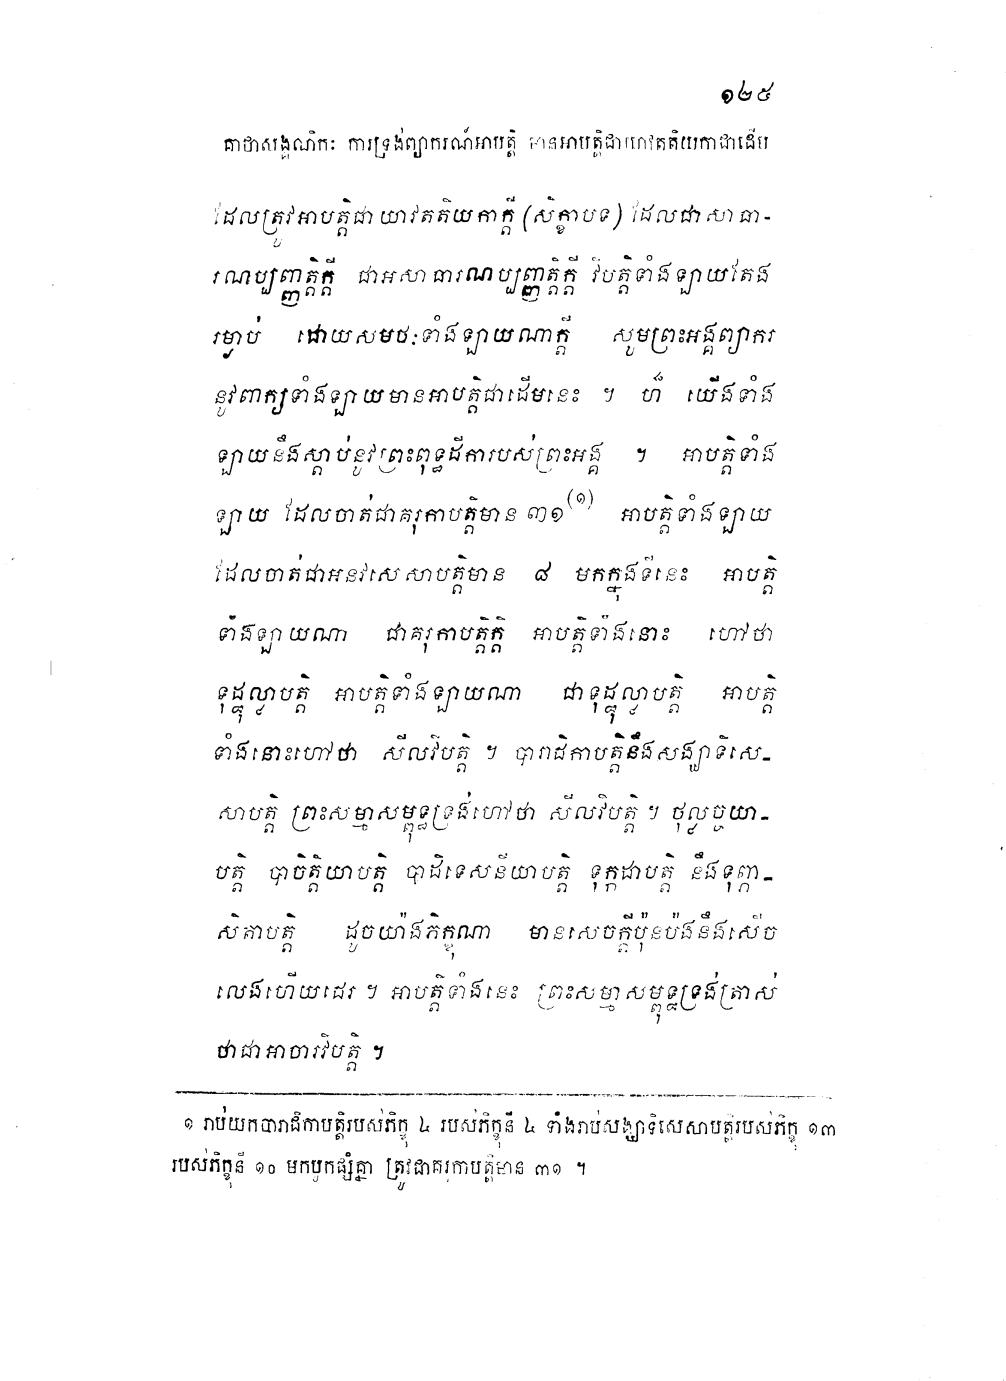 ១២៥
គាថាសង្គណិកៈ ការទ្រង់ព្យាករណ៍អាបត្តិ មានអាបត្តិជាយាវតតិយកាជាដើម
ដែលត្រូវអាបត្តិជា យាវតតិយកាក្តី (សិក្ខាបទ) ដែលជា សា ធា-
រណប្បញ្ញត្តិក្តី ជាអសាធារណប្បញ្ញត្តិក្តី វិបត្តិទាំងឡាយតែង
រម្ងាប់ ដោយសមថ:ទាំងឡាយណាក្តី សូមព្រះអង្គព្យាករ
នូវពាក្យទាំងឡាយមានអាបត្តិជាដើមនេះ ។ ហ៌ យើងទាំង
ឡាយនឹងស្តាប់នូវព្រះពុទ្ធដីការបស់ព្រះអង្គ ។ អាបត្តិទាំង
ឡាយ ដែលចាត់ជាគរុកាបត្តិមាន ៣១(១) អាបត្តិទាំងឡាយ
ដែលចាត់ជាអនវសេសាបត្តិមាន ៨ មកក្នុងទីនេះ អាបត្តិ
ទាំងឡាយណា ជាគរុកាបត្តិក្តិ អាបត្តិទាំងនោះ ហៅថា
ទុដ្ឋុល្លាបត្តិ អាបត្តិទាំងឡាយណា ជាទុដ្ឋុល្លាបត្តិ អាបត្តិ
ទាំងនោះហៅថា សីលវិបត្តិ ។ បារាជិកាបត្តិនឹងសង្ឃាទិសេ-
សាបត្តិ ព្រះសម្មាសម្ពុទ្ធទ្រង់ហៅថា សីលវិបត្តិ ។ ថុល្លច្ចយា-
បត្តិ បាចិត្តិយាបត្តិ បាដិទេសនីយាបត្តិ ទុក្កដាបត្តិ នឹងទុព្ភា-
សិតាបត្តិ ដូចយ៉ាងភិក្ខុណា មានសេចក្តីប៉ុនប៉ងនឹងសើច
លេងហើយជេរ ។ អាបត្តិទាំងនេះ ព្រះសម្មាសម្ពុទ្ធទ្រង់ត្រាស់
ថាជាអាចារវិបត្តិ ។
១ រាប់យកបារាជិកាបត្តិរបស់ភិក្ខុ ៤ របស់ភិក្ខុនី ៤ ទាំងរាប់សង្ឃាទិសេសាបត្តិរបស់ភិក្ខុ ១៣
របស់ភិក្ខុនី ១០ មកបូកផ្សំគ្នា ត្រូវជាគរុកាបត្តិមាន ៣១ ។